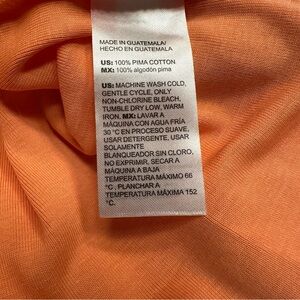 MADE IN GUATEMALA/
HECHO EN GUATEMALA
US: 100% PIMA COTTON
MX: 100% algodón pima
US: MACHINE WASH COLD,
GENTLE CYCLE, ONLY
NON-CHLORINE BLEACH,
TUMBLE DRY LOW, WARM
IRON. MX: LAVAR A
MÁQUINA CON AGUA FRÍA
30 °C EN PROCESO SUAVE,
USAR DETERGENTE, USAR
SOLAMENTE
BLANQUEADOR SIN CLORO,
NO EXPRIMIR, SECAR A
MÁQUINA A BAJA
TEMPERATURA MÁXIMO 66
°C , PLANCHAR A
TEMPERATURA MÁXIMA 152
°C.